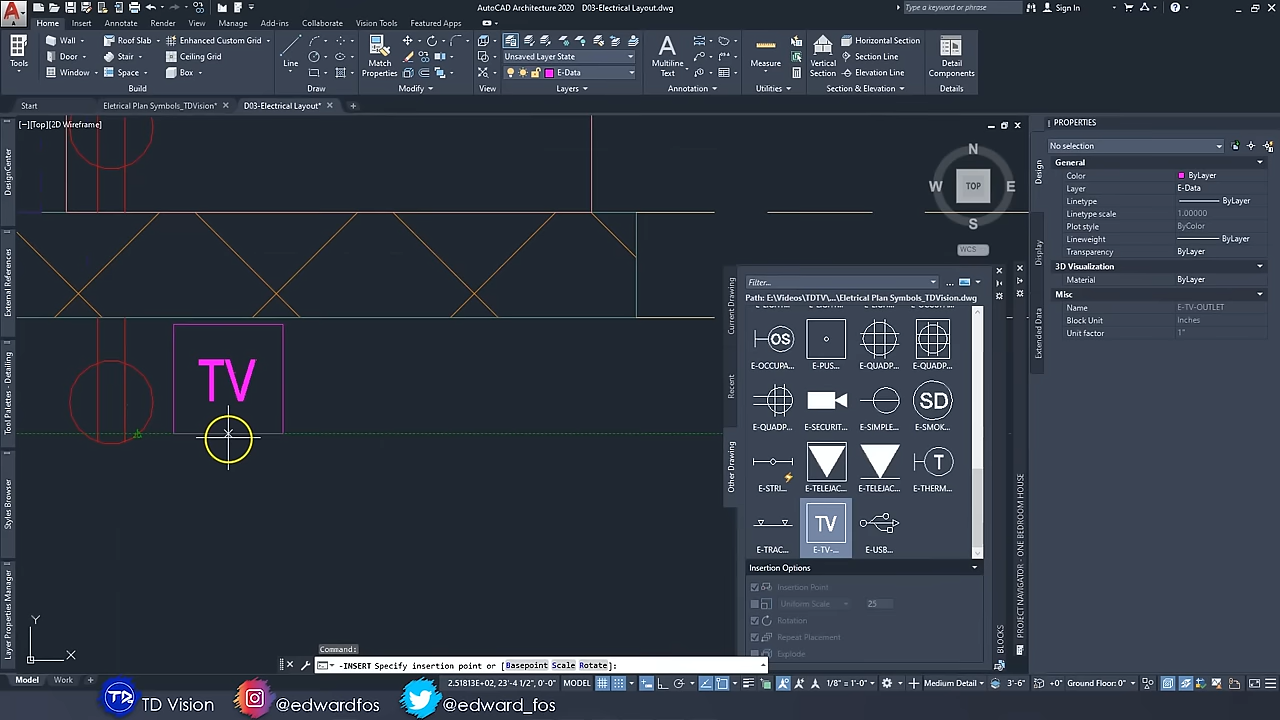 AutoCAD Architecture 2020 D03-Electrical Layout.dwg
Type a keyword or phrase
Sign In
Home Insert Annotate Render View Manage Add-ins Collaborate Vision Tools Featured Apps
Tools
Wall
Door
Window
Roof Slab
Stair
Space
Enhanced Custom Grid
Ceiling Grid
Box
Build
Line
Draw
Match
Properties
Modify
View
Unsaved Layer State
E-Data
Layers
Multiline
Text
Annotation
Measure
Utilities
Vertical
Section
Horizontal Section
Section Line
Elevation Line
Section & Elevation
Detail
Components
Details
Start
Eletrical Plan Symbols_TDVision*
D03-Electrical Layout*
[−][Top][2D Wireframe]
DesignCenter
External References
Tool Palettes - Detailing
Styles Browser
Layer Properties Manager
TV
N
W TOP E
S
WCS
Filter...
Path: E:\Videos\TDTV\...\Eletrical Plan Symbols_TDVision.dwg
Current Drawing
Recent
Other Drawing
OS
E-OCCUPA... E-PUS... E-QUADP... E-QUADP...
SD
E-QUADP... E-SECURIT... E-SIMPLE... E-SMOK...
T
E-STRI... E-TELEJAC... E-TELEJAC... E-THERM...
TV
E-TRAC... E-TV-... E-USB...
Insertion Options
Insertion Point
Uniform Scale 25
Rotation
Repeat Placement
Explode
BLOCKS
PROJECT NAVIGATOR - ONE BEDROOM HOUSE
PROPERTIES
No selection
General
Color ByLayer
Layer E-Data
Linetype ByLayer
Linetype scale 1.00000
Plot style ByColor
Lineweight ByLayer
Transparency ByLayer
3D Visualization
Material ByLayer
Misc
Name E-TV-OUTLET
Block Unit Inches
Unit factor 1"
Design
Display
Extended Data
Y
X
Command:
-INSERT Specify insertion point or [Basepoint Scale Rotate]:
Model Work
2.51813E+02, 23'-4 1/2", 0'-0" MODEL 1/8" = 1'-0" Medium Detail 3'-6" +0 Ground Floor: 0"
TD TD Vision @edwardfos @edward_fos